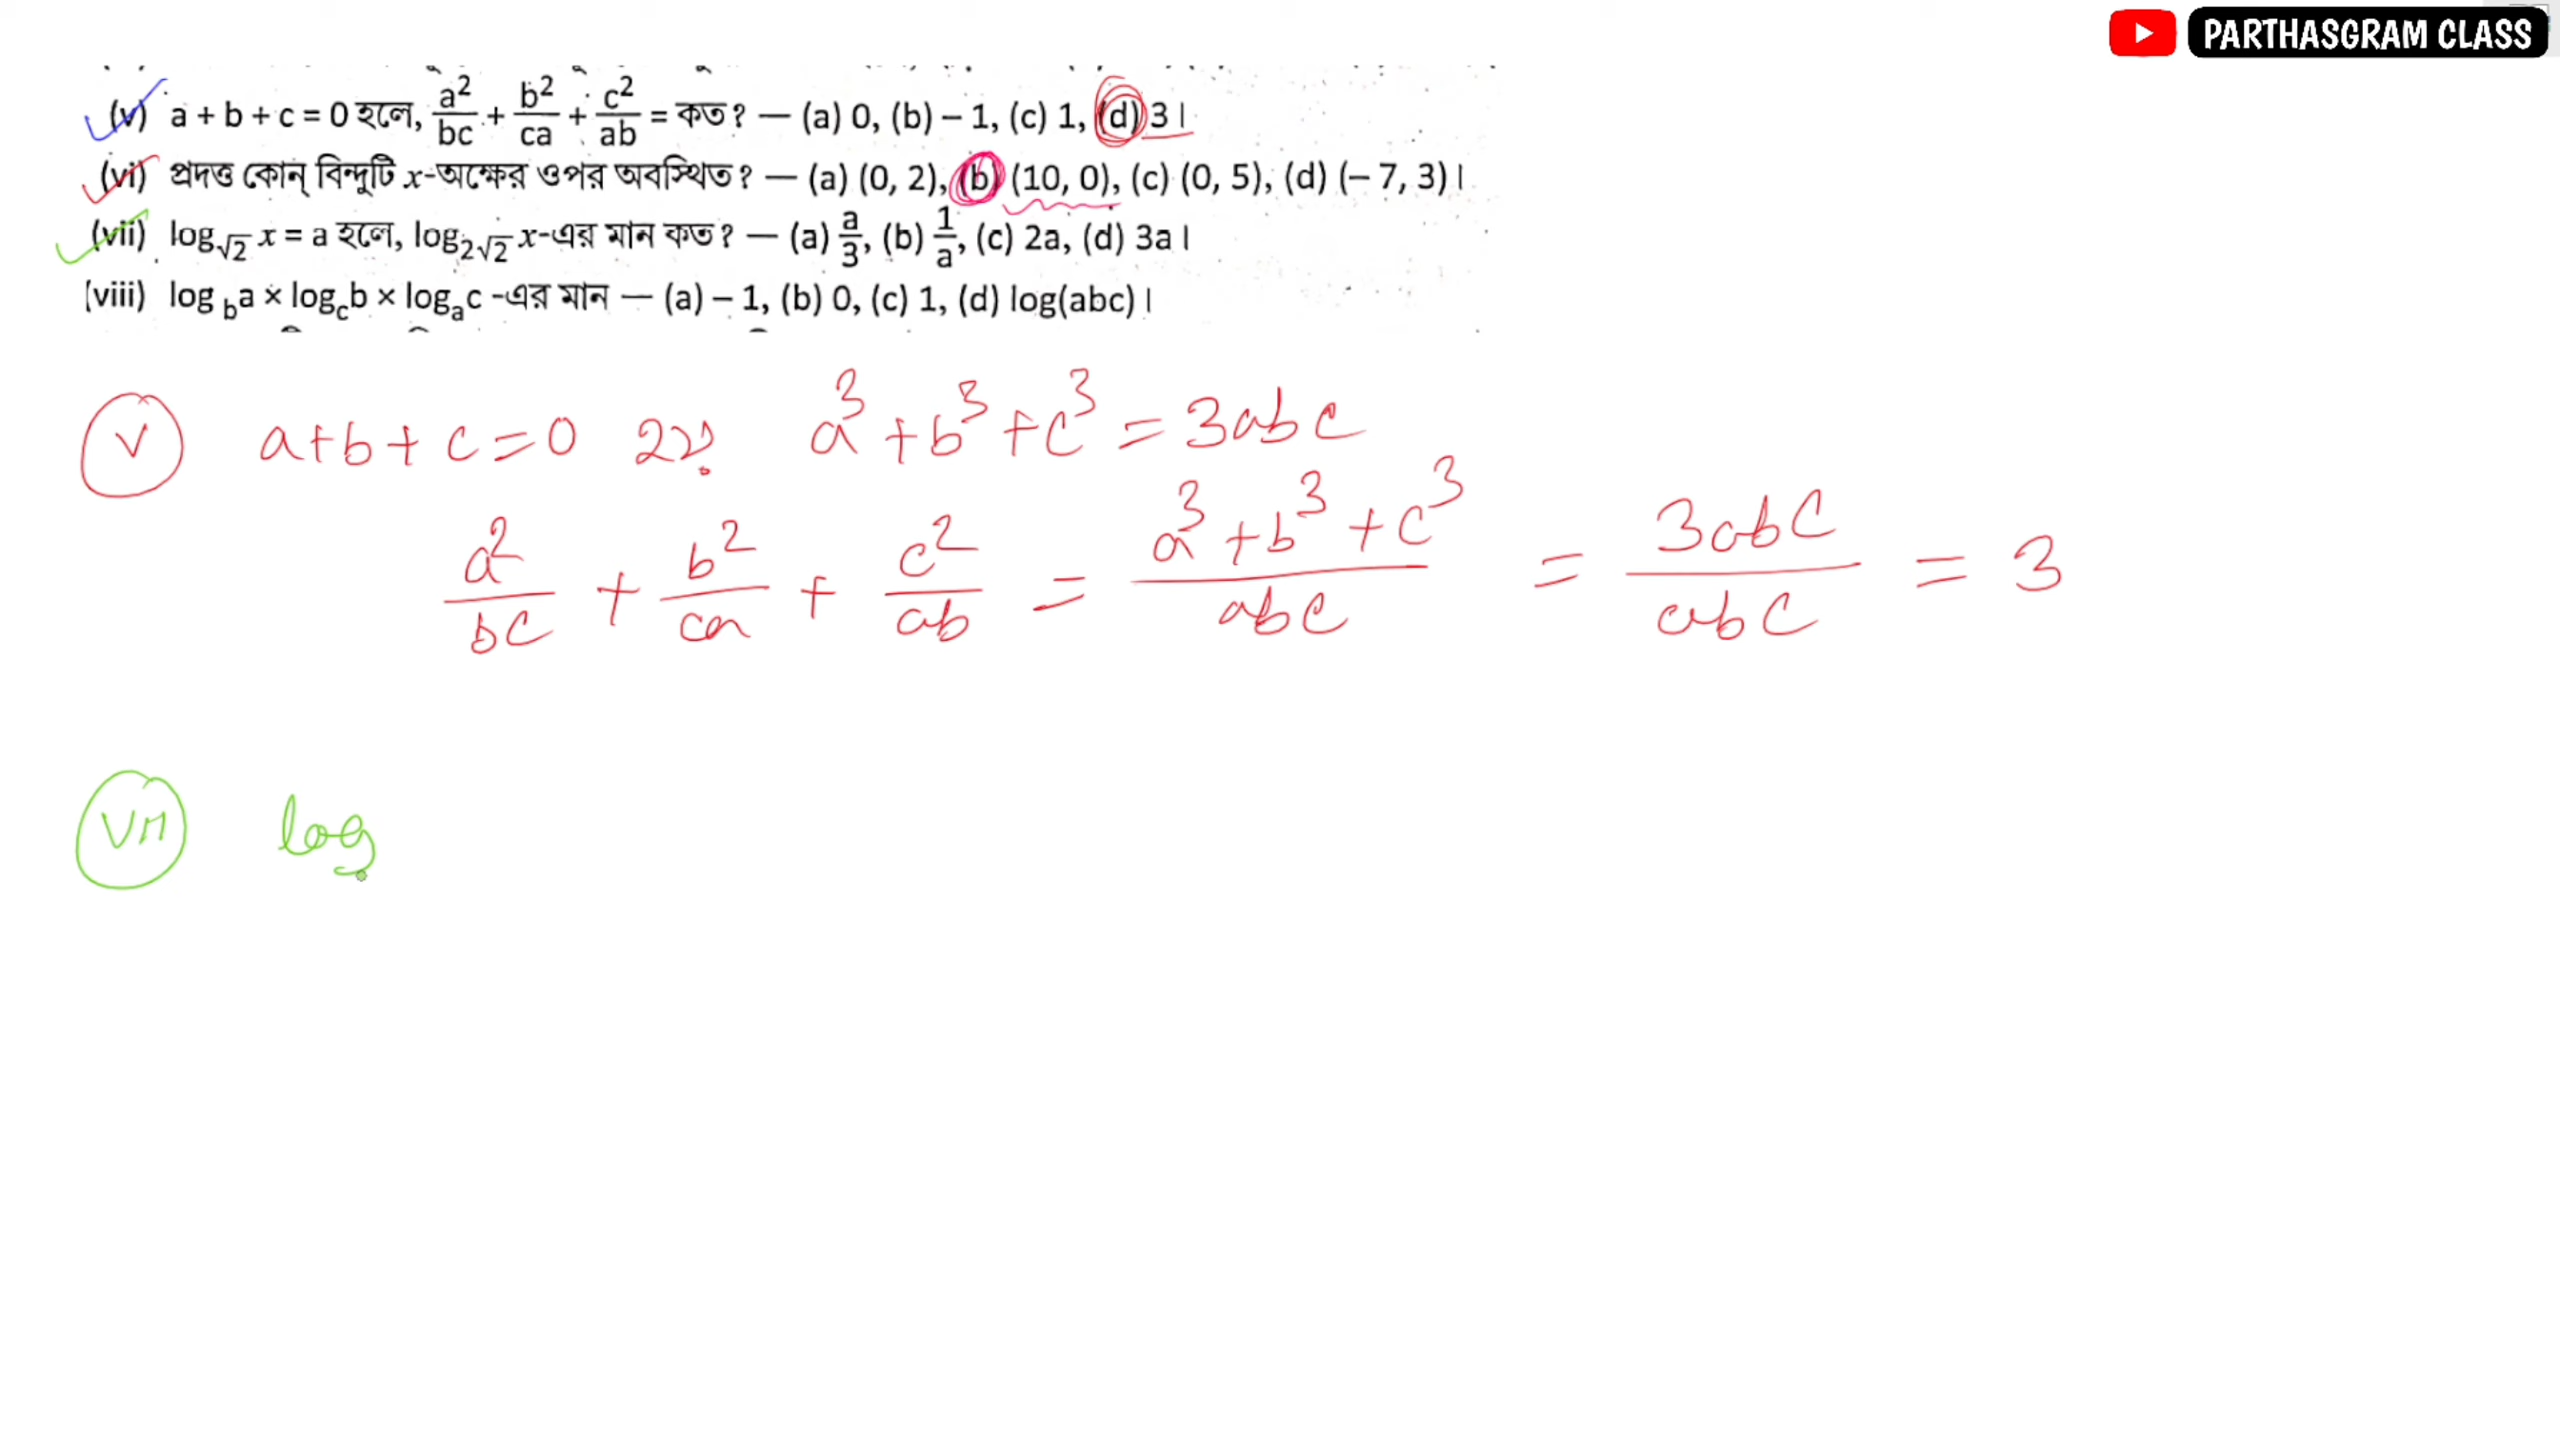 PARTHASGRAM CLASS
(v) a + b + c = 0 হলে, a²/bc + b²/ca + c²/ab = কত? — (a) 0, (b) – 1, (c) 1, (d) 3।
(vi) প্রদত্ত কোন্ বিন্দুটি x-অক্ষের ওপর অবস্থিত? — (a) (0, 2), (b) (10, 0), (c) (0, 5), (d) (– 7, 3)।
(vii) log√2 x = a হলে, log2√2 x-এর মান কত? — (a) a/3, (b) 1/a, (c) 2a, (d) 3a।
(viii) log b a × log c b × log a c -এর মান — (a) – 1, (b) 0, (c) 1, (d) log(abc)।
V a+b+c=0 a³+b³+c³=3abc
a²/bc + b²/ca + c²/ab = a³+b³+c³/abc = 3abc/abc = 3
VII log